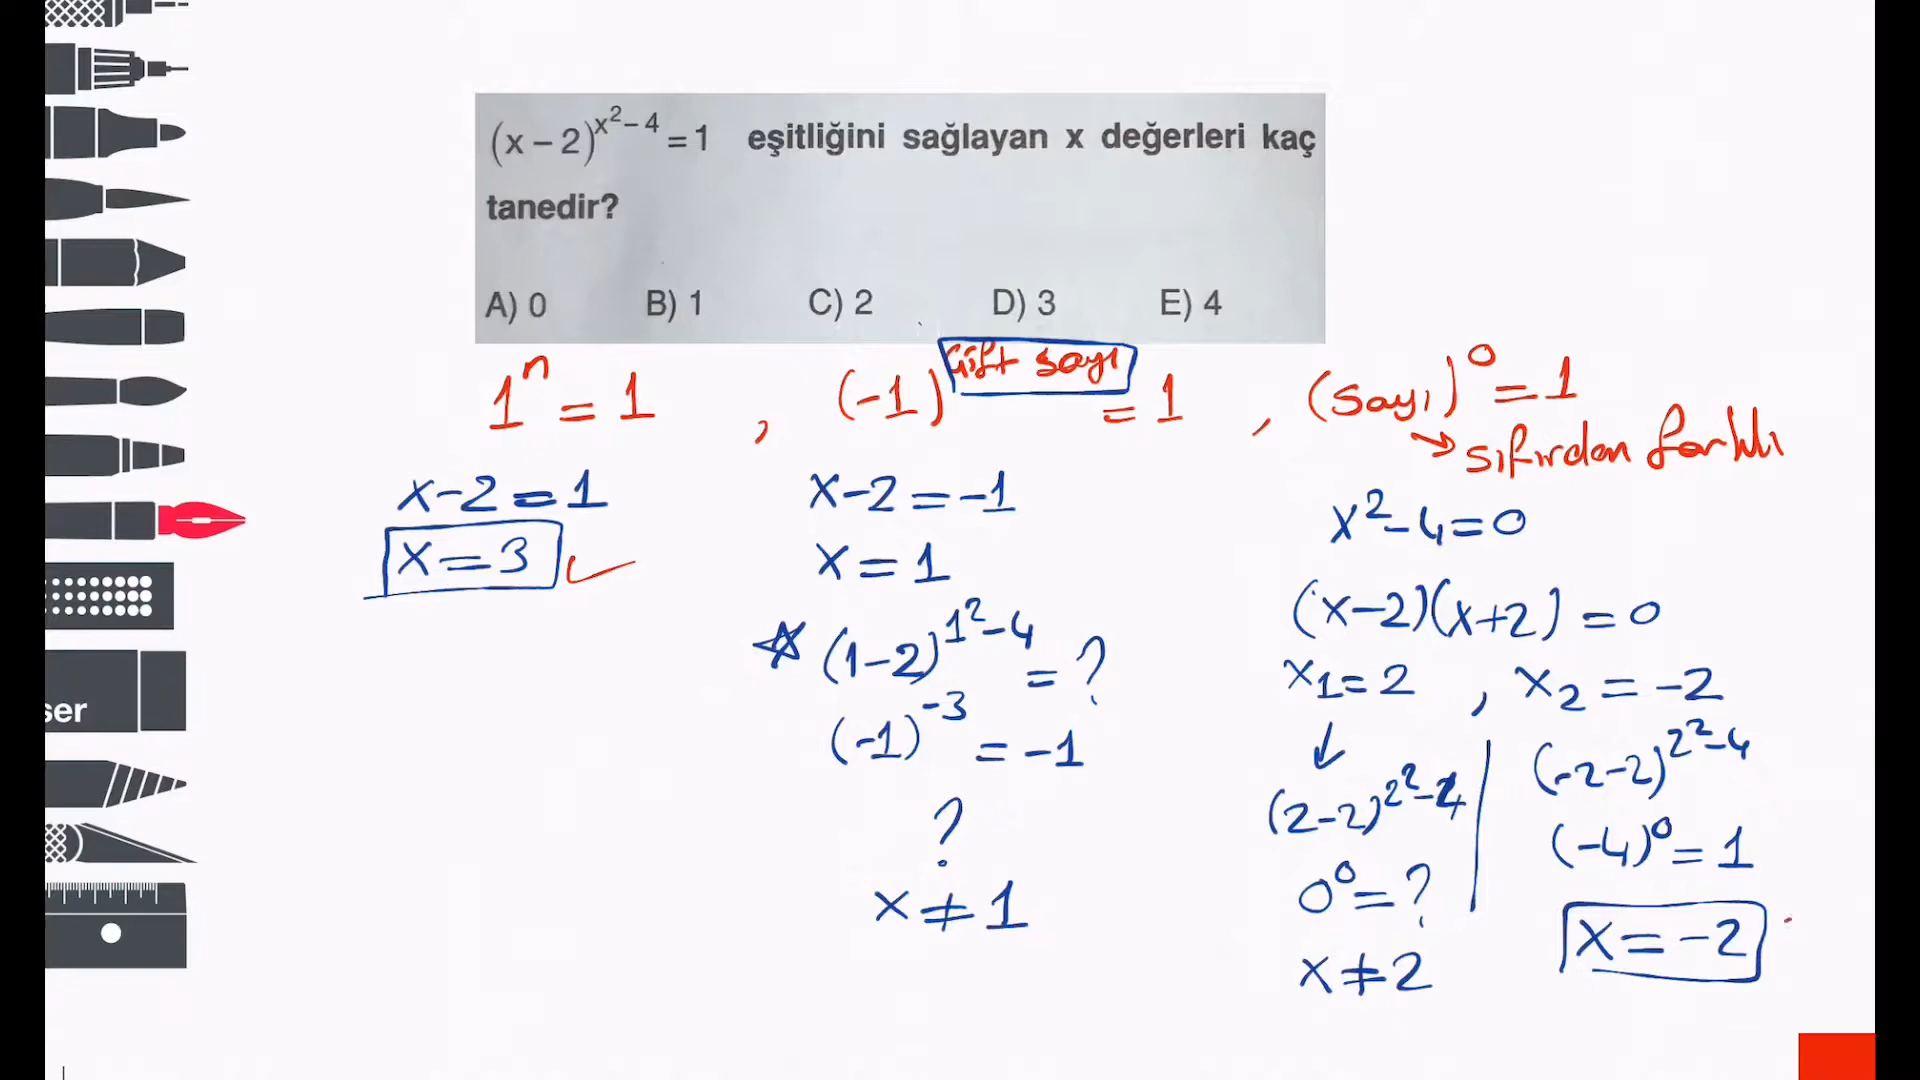 (x − 2)^{x²−4} = 1 eşitliğini sağlayan x değerleri kaç
tanedir?
A) 0 B) 1 C) 2 D) 3 E) 4
1ⁿ = 1 , (-1)^{çift sayı} = 1 , (sayı)⁰ = 1
→ sıfırdan farklı
x-2=1
x=3
x-2=-1
x=1
(1-2)^{1²-4} = ?
(-1)^{-3} = -1
?
x≠1
x²-4=0
(x-2)(x+2)=0
x₁=2 , x₂=-2
(2-2)^{2²-4}
0⁰=?
x≠2
(-2-2)^{2²-4}
(-4)⁰=1
x=-2
ser